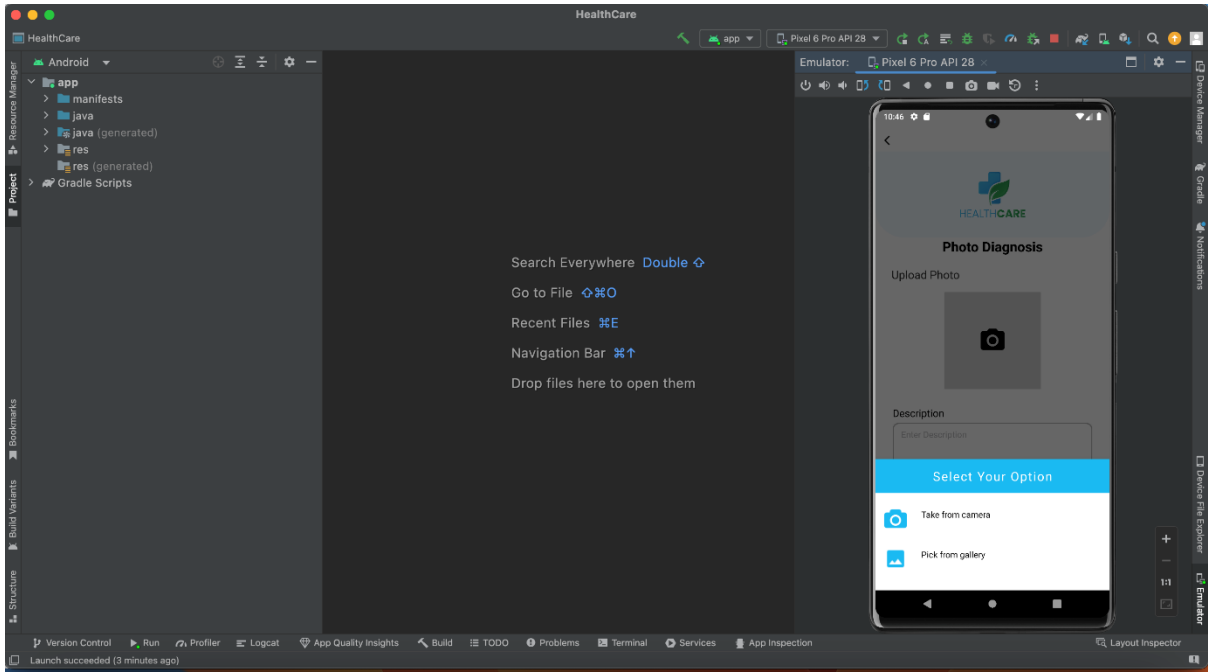 HealthCare
HealthCare
app
Pixel 6 Pro API 28
Android
Emulator:
Pixel 6 Pro API 28
app
manifests
java
java (generated)
res
res (generated)
Gradle Scripts
Resource Manager
Project
Bookmarks
Build Variants
Structure
Search Everywhere Double ⇧
Go to File ⇧⌘O
Recent Files ⌘E
Navigation Bar ⌘↑
Drop files here to open them
10:46
HEALTHCARE
Photo Diagnosis
Upload Photo
Description
Enter Description
Select Your Option
Take from camera
Pick from gallery
1:1
Device Manager
Gradle
Notifications
Device File Explorer
Emulator
Version Control
Run
Profiler
Logcat
App Quality Insights
Build
TODO
Problems
Terminal
Services
App Inspection
Layout Inspector
Launch succeeded (3 minutes ago)